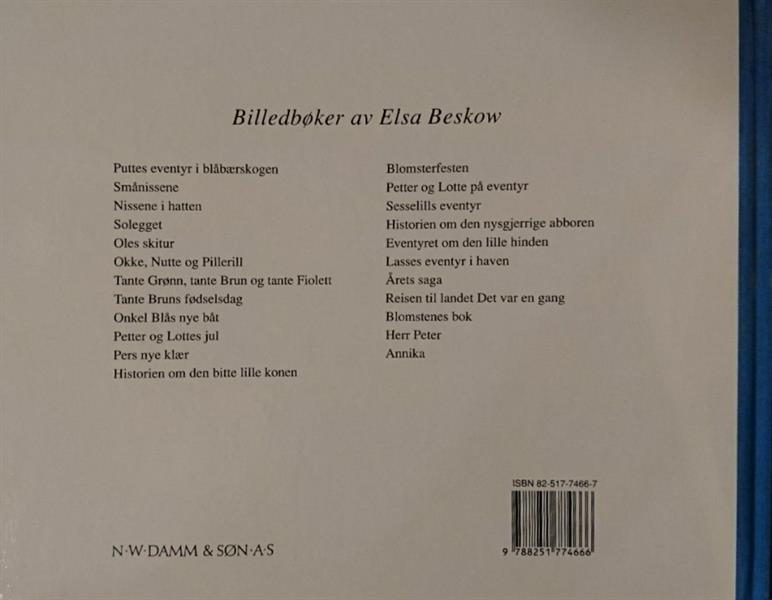 Billedbøker av Elsa Beskow
Puttes eventyr i blåbærskogen
Smånissene
Nissene i hatten
Solegget
Oles skitur
Okke, Nutte og Pillerill
Tante Grønn, tante Brun og tante Fiolett
Tante Bruns fødselsdag
Onkel Blås nye båt
Petter og Lottes jul
Pers nye klær
Historien om den bitte lille konen
Blomsterfesten
Petter og Lotte på eventyr
Sesselills eventyr
Historien om den nysgjerrige abboren
Eventyret om den lille hinden
Lasses eventyr i haven
Årets saga
Reisen til landet Det var en gang
Blomstenes bok
Herr Peter
Annika
N·W·DAMM & SØN·A·S
ISBN 82-517-7466-7
9 788251 774666